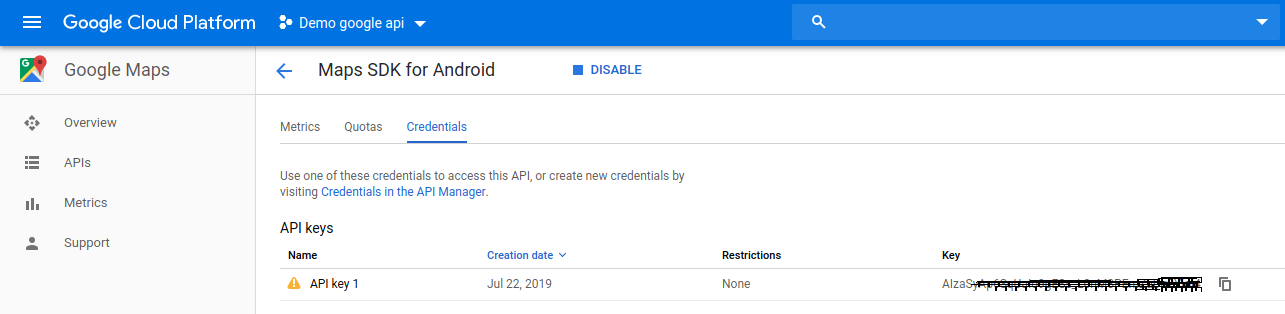 Google Cloud Platform Demo google api
Google Maps Maps SDK for Android DISABLE
Overview
APIs
Metrics
Support
Metrics Quotas Credentials
Use one of these credentials to access this API, or create new credentials by
visiting Credentials in the API Manager.
API keys
Name Creation date Restrictions Key
API key 1 Jul 22, 2019 None